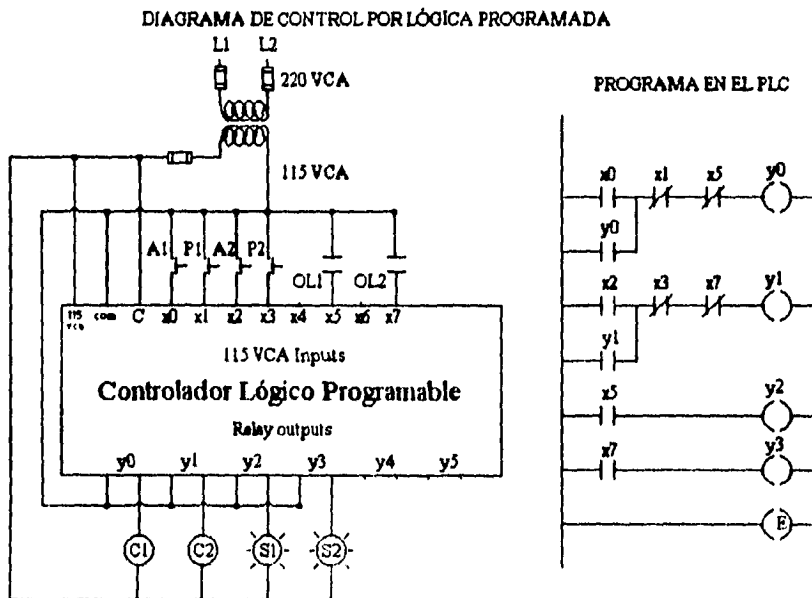 DIAGRAMA DE CONTROL POR LÓGICA PROGRAMADA
L1 L2
220 VCA
115 VCA
A1 P1 A2 P2
OL1 OL2
115 vca com C x0 x1 x2 x3 x4 x5 x6 x7
115 VCA Inputs
Controlador Lógico Programable
Relay outputs
y0 y1 y2 y3 y4 y5
C1 C2 S1 S2
PROGRAMA EN EL PLC
x0 x1 x5 y0
y0
x2 x3 x7 y1
y1
x5 y2
x7 y3
E